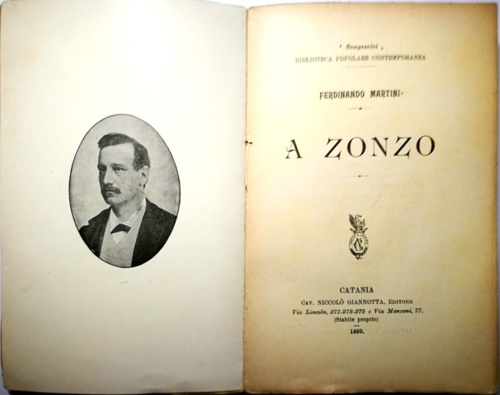 « Semprevivi »
BIBLIOTECA POPOLARE CONTEMPORANEA
FERDINANDO MARTINI
A ZONZO
CATANIA
CAV. NICCOLÒ GIANNOTTA, EDITORE
Via Lincoln, 271-273-275 e Via Manzoni, 77.
(Stabile proprio)